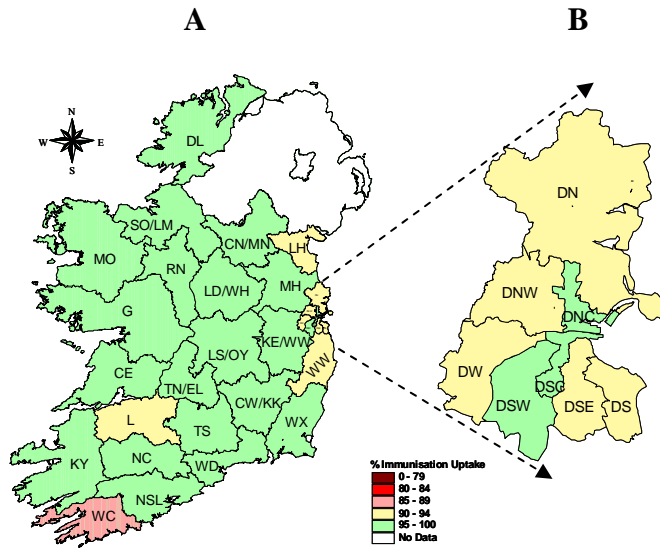 A
B
N
W E
S
DL
SO/LM
CN/MN
LH
MO
RN
MH
LD/WH
G
LS/OY
KE/WW
WW
CE
TN/EL
CW/KK
L
TS
WX
KY
NC
WD
NSL
WC
DN
DNW
DNC
DW
DSC
DSW
DSE
DS
% Immunisation Uptake
0 - 79
80 - 84
85 - 89
90 - 94
95 - 100
No Data